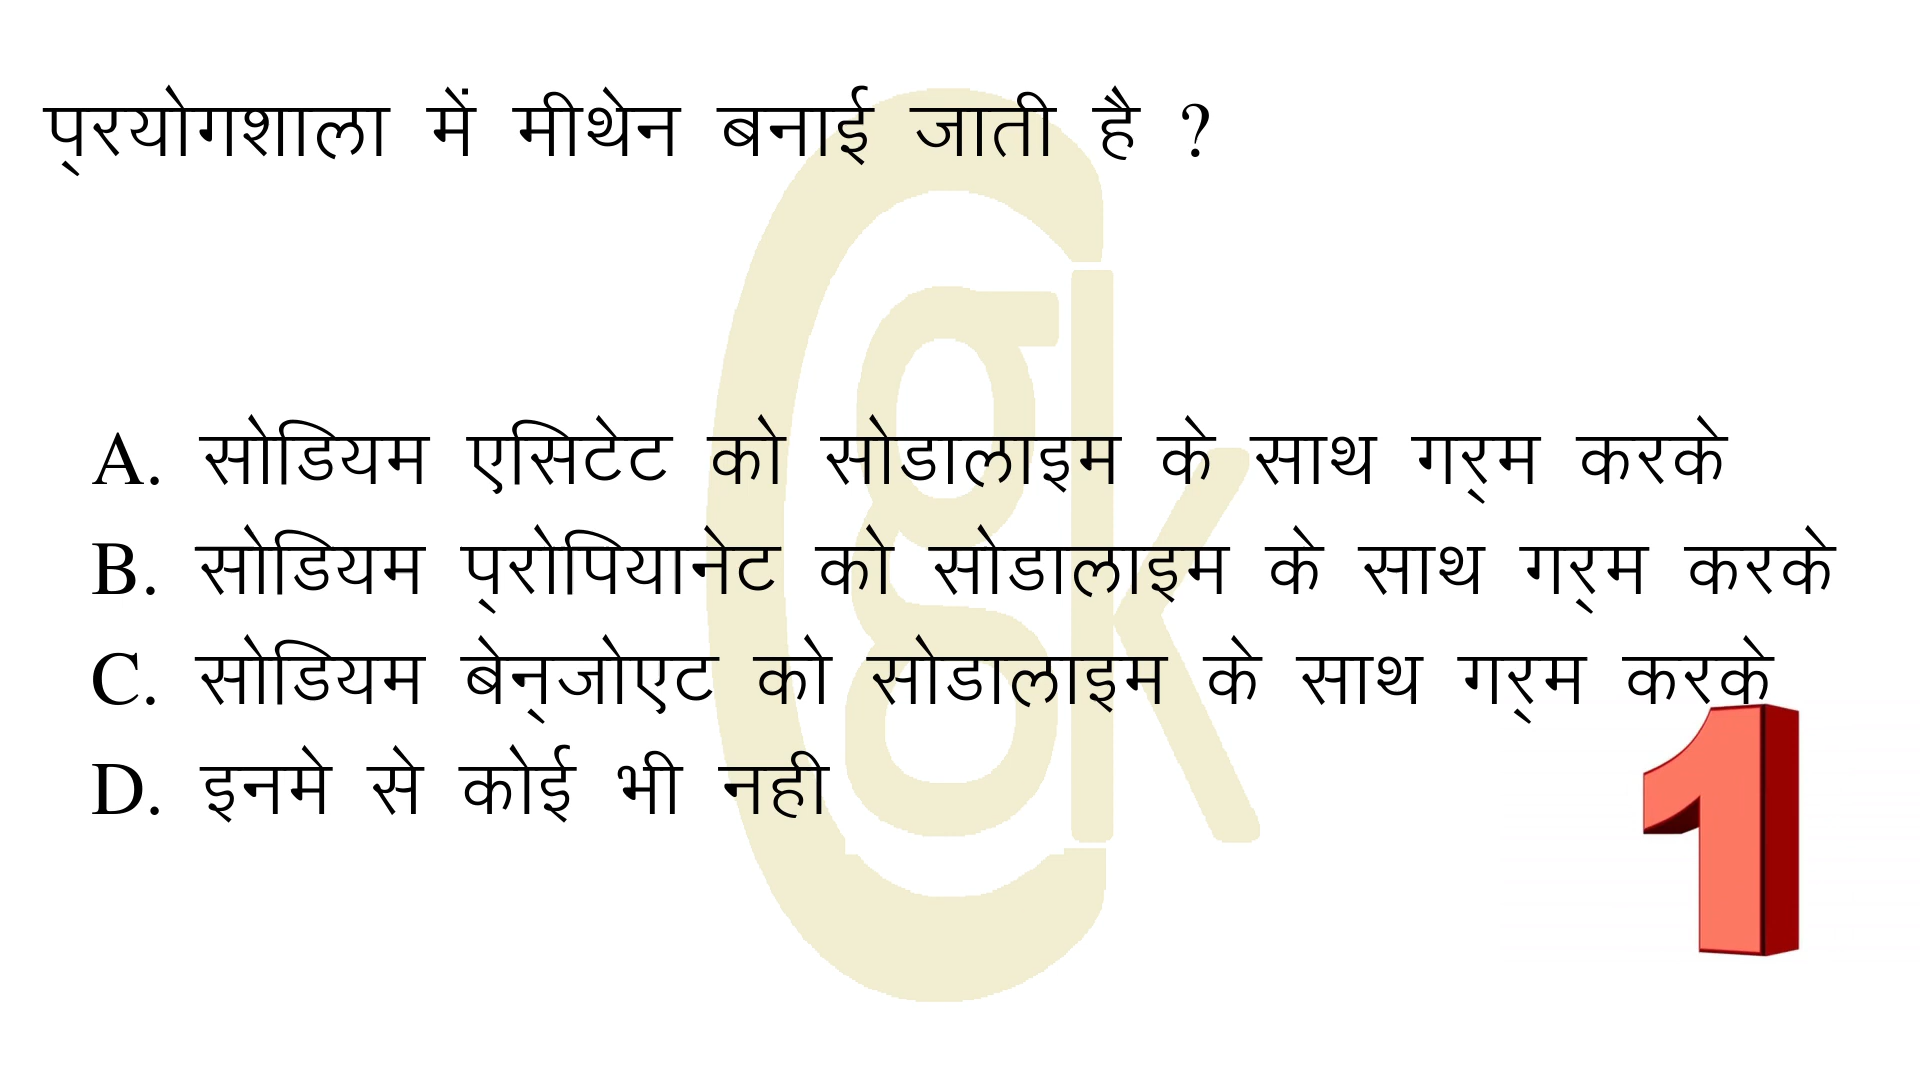 प्रयोगशाला में मीथेन बनाई जाती है ?
A. सोडियम एसिटेट को सोडालाइम के साथ गर्म करके
B. सोडियम प्रोपियानेट को सोडालाइम के साथ गर्म करके
C. सोडियम बेन्जोएट को सोडालाइम के साथ गर्म करके
D. इनमे से कोई भी नही
1
Cgk